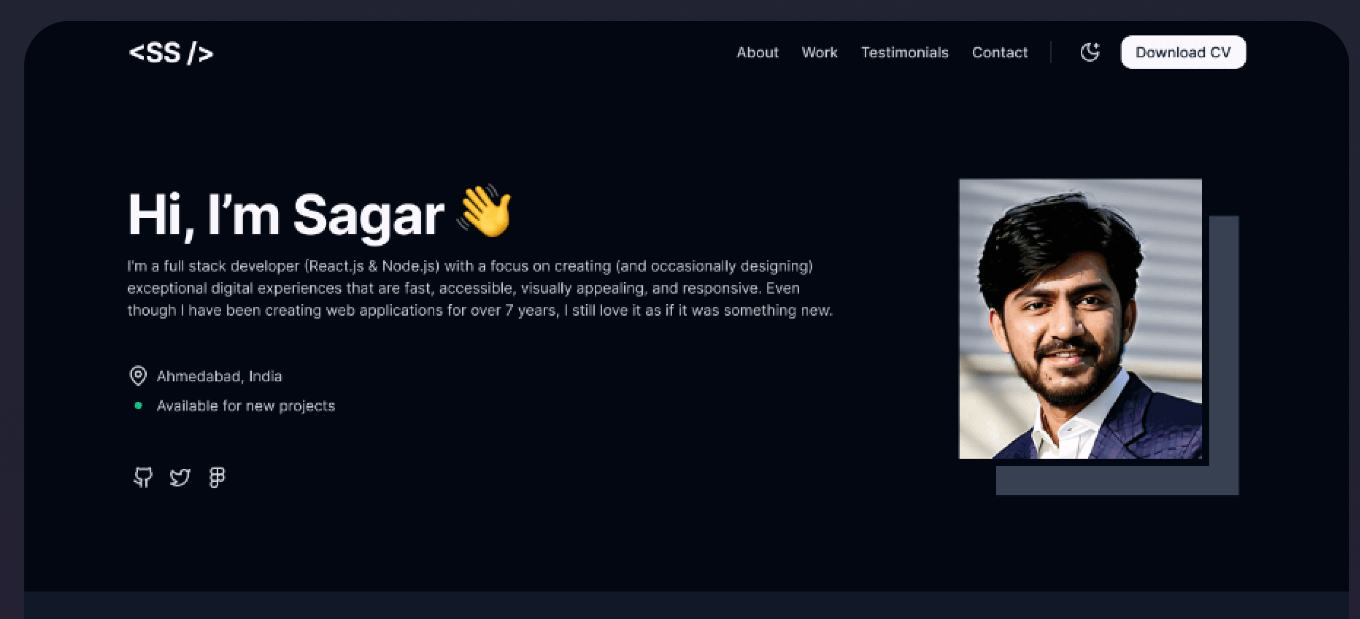 <SS />
About Work Testimonials Contact Download CV
Hi, I’m Sagar 👋
I'm a full stack developer (React.js & Node.js) with a focus on creating (and occasionally designing)
exceptional digital experiences that are fast, accessible, visually appealing, and responsive. Even
though I have been creating web applications for over 7 years, I still love it as if it was something new.
Ahmedabad, India
Available for new projects